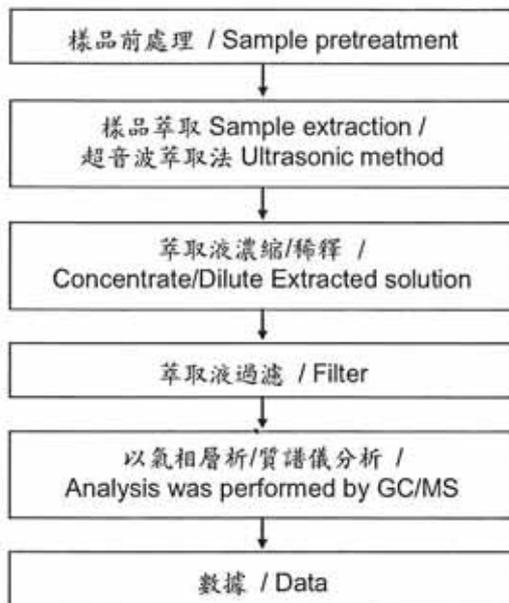 樣品前處理 / Sample pretreatment
樣品萃取 Sample extraction /
超音波萃取法 Ultrasonic method
萃取液濃縮/稀釋 /
Concentrate/Dilute Extracted solution
萃取液過濾 / Filter
以氣相層析/質譜儀分析 /
Analysis was performed by GC/MS
數據 / Data